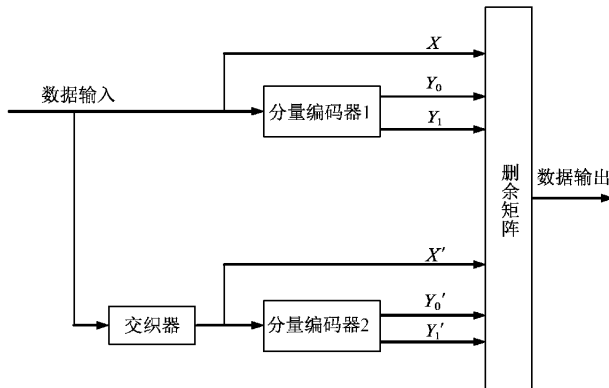 X
数据输入
分量编码器1
Y₀
Y₁
删余矩阵
数据输出
X′
交织器
分量编码器2
Y₀′
Y₁′